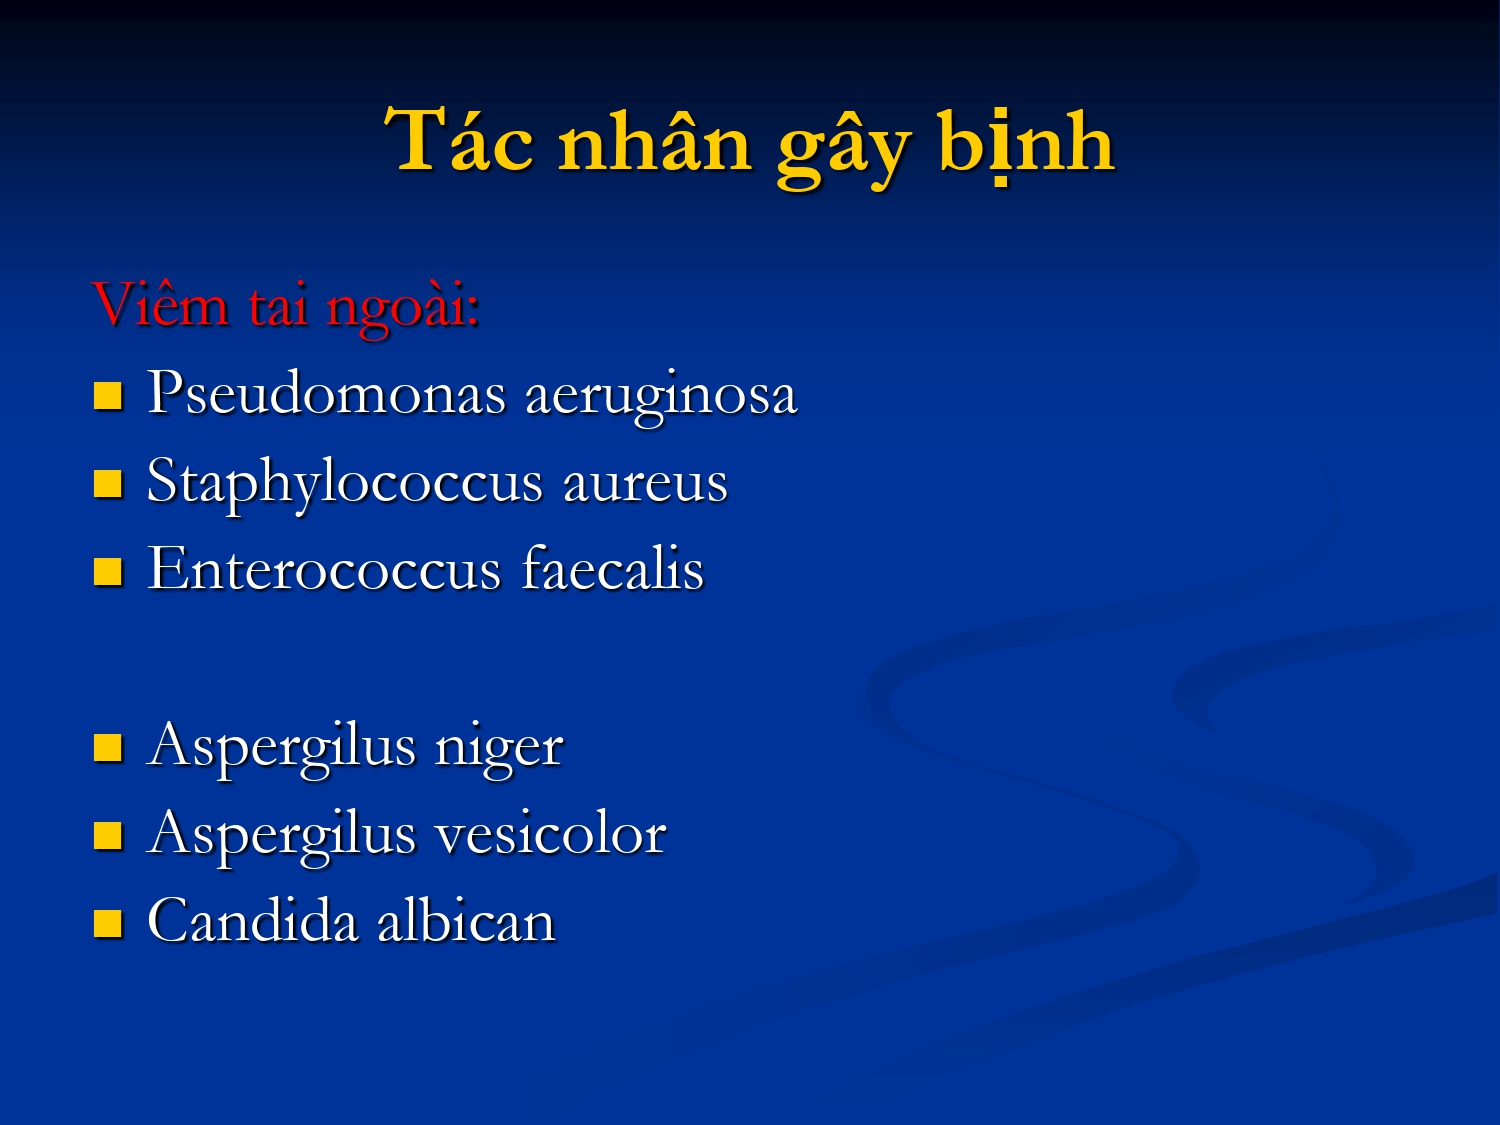 Tác nhân gây bịnh
Viêm tai ngoài:
Pseudomonas aeruginosa
Staphylococcus aureus
Enterococcus faecalis
Aspergilus niger
Aspergilus vesicolor
Candida albican